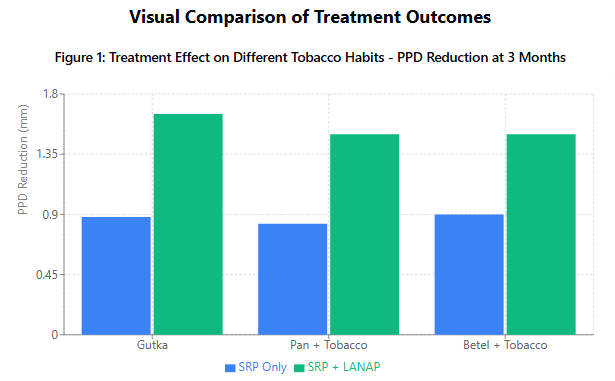 Visual Comparison of Treatment Outcomes
Figure 1: Treatment Effect on Different Tobacco Habits - PPD Reduction at 3 Months
PPD Reduction (mm)
1.8
1.35
0.9
0.45
0
Gutka Pan + Tobacco Betel + Tobacco
SRP Only SRP + LANAP